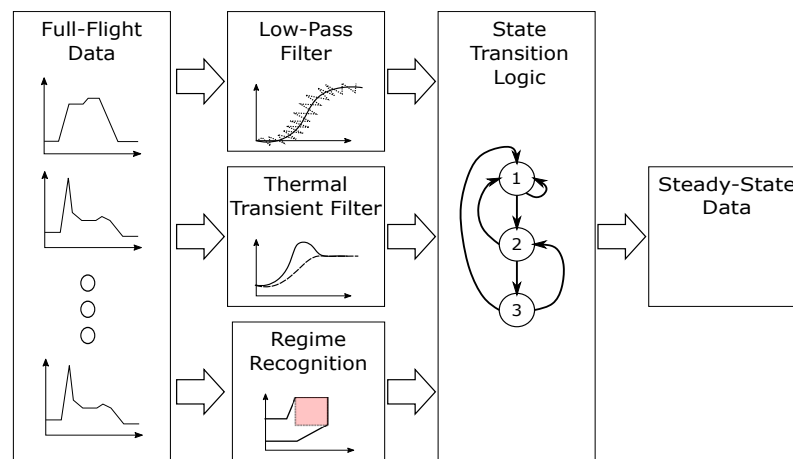 Full-Flight
Data
Low-Pass
Filter
Thermal
Transient Filter
Regime
Recognition
State
Transition
Logic
1
2
3
Steady-State
Data